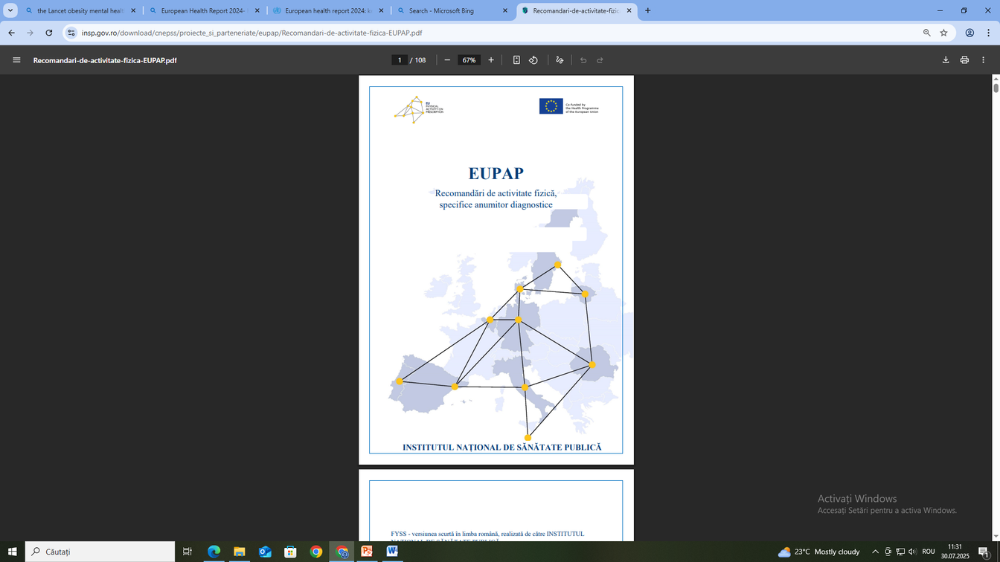 the Lancet obesity mental healt
European Health Report 2024-
European health report 2024: k
Search - Microsoft Bing
Recomandari-de-activitate-fizic
insp.gov.ro/download/cnepss/proiecte_si_parteneriate/eupap/Recomandari-de-activitate-fizica-EUPAP.pdf
Recomandari-de-activitate-fizica-EUPAP.pdf
1 / 108
67%
EU
PHYSICAL
ACTIVITY ON
PRESCRIPTION
Co-funded by
the Health Programme
of the European Union
EUPAP
Recomandări de activitate fizică,
specifice anumitor diagnostice
INSTITUTUL NAȚIONAL DE SĂNĂTATE PUBLICĂ
FYSS - versiunea scurtă în limba română, realizată de către INSTITUTUL
NAȚIONAL DE SĂNĂTATE PUBLICĂ
Activați Windows
Accesați Setări pentru a activa Windows.
Căutați
23°C Mostly cloudy
ROU
11:31
30.07.2025